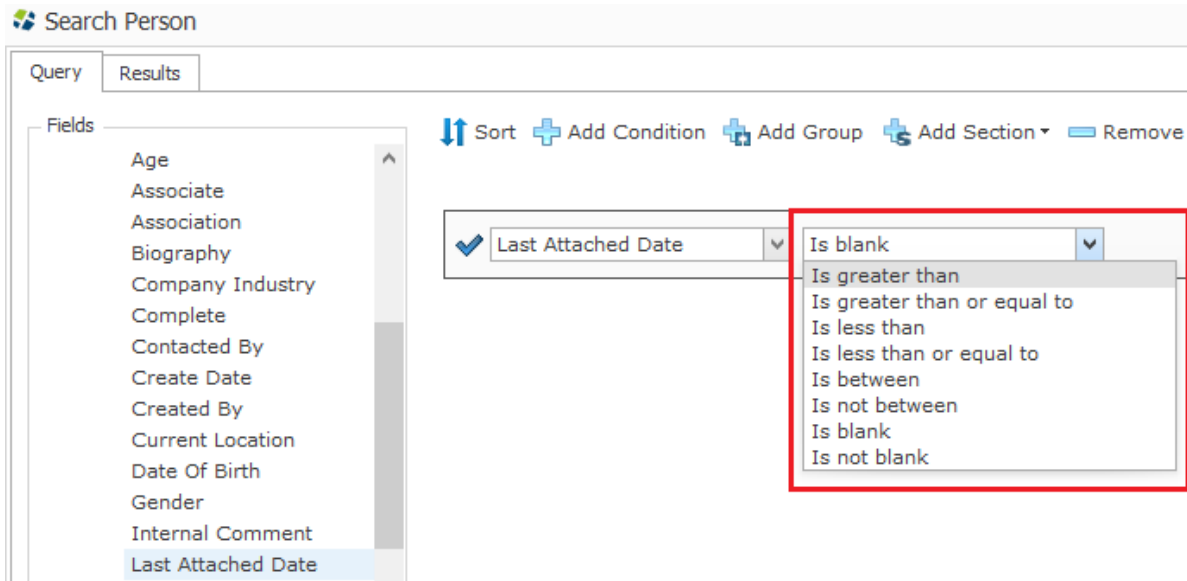 Search Person
Query Results
Fields
Sort Add Condition Add Group Add Section Remove
Age
Associate
Association
Biography
Company Industry
Complete
Contacted By
Create Date
Created By
Current Location
Date Of Birth
Gender
Internal Comment
Last Attached Date
Last Attached Date Is blank
Is greater than
Is greater than or equal to
Is less than
Is less than or equal to
Is between
Is not between
Is blank
Is not blank